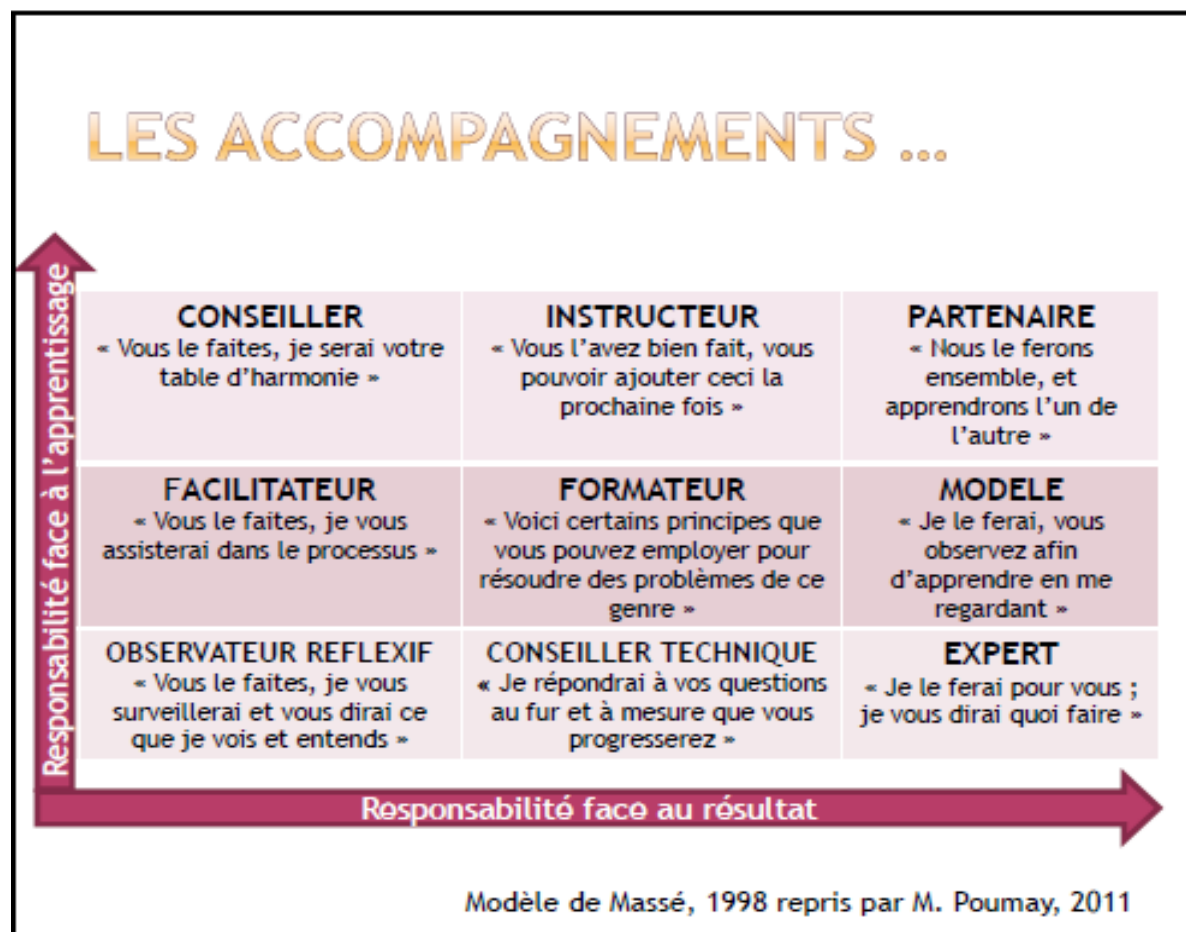 LES ACCOMPAGNEMENTS ...
Responsabilité face à l'apprentissage
CONSEILLER
« Vous le faites, je serai votre
table d'harmonie »
INSTRUCTEUR
« Vous l'avez bien fait, vous
pouvoir ajouter ceci la
prochaine fois »
PARTENAIRE
« Nous le ferons
ensemble, et
apprendrons l'un de
l'autre »
FACILITATEUR
« Vous le faites, je vous
assisterai dans le processus »
FORMATEUR
« Voici certains principes que
vous pouvez employer pour
résoudre des problèmes de ce
genre »
MODELE
« Je le ferai, vous
observez afin
d'apprendre en me
regardant »
OBSERVATEUR REFLEXIF
« Vous le faites, je vous
surveillerai et vous dirai ce
que je vois et entends »
CONSEILLER TECHNIQUE
« Je répondrai à vos questions
au fur et à mesure que vous
progresserez »
EXPERT
« Je le ferai pour vous ;
je vous dirai quoi faire »
Responsabilité face au résultat
Modèle de Massé, 1998 repris par M. Poumay, 2011